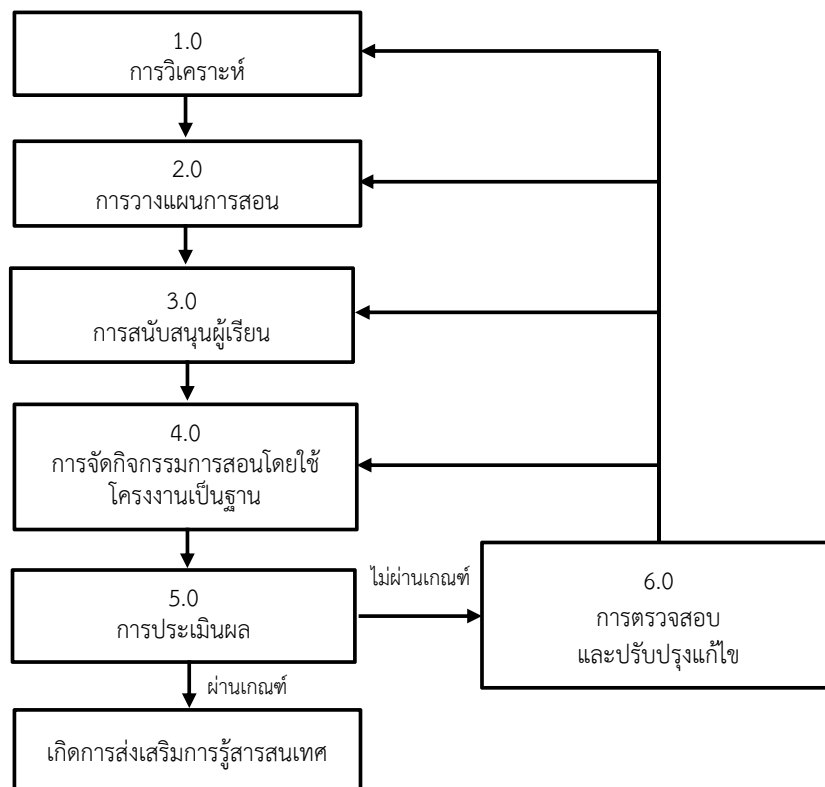 1.0
การวิเคราะห์
2.0
การวางแผนการสอน
3.0
การสนับสนุนผู้เรียน
4.0
การจัดกิจกรรมการสอนโดยใช้
โครงงานเป็นฐาน
5.0
การประเมินผล
ไม่ผ่านเกณฑ์
6.0
การตรวจสอบ
และปรับปรุงแก้ไข
ผ่านเกณฑ์
เกิดการส่งเสริมการรู้สารสนเทศ